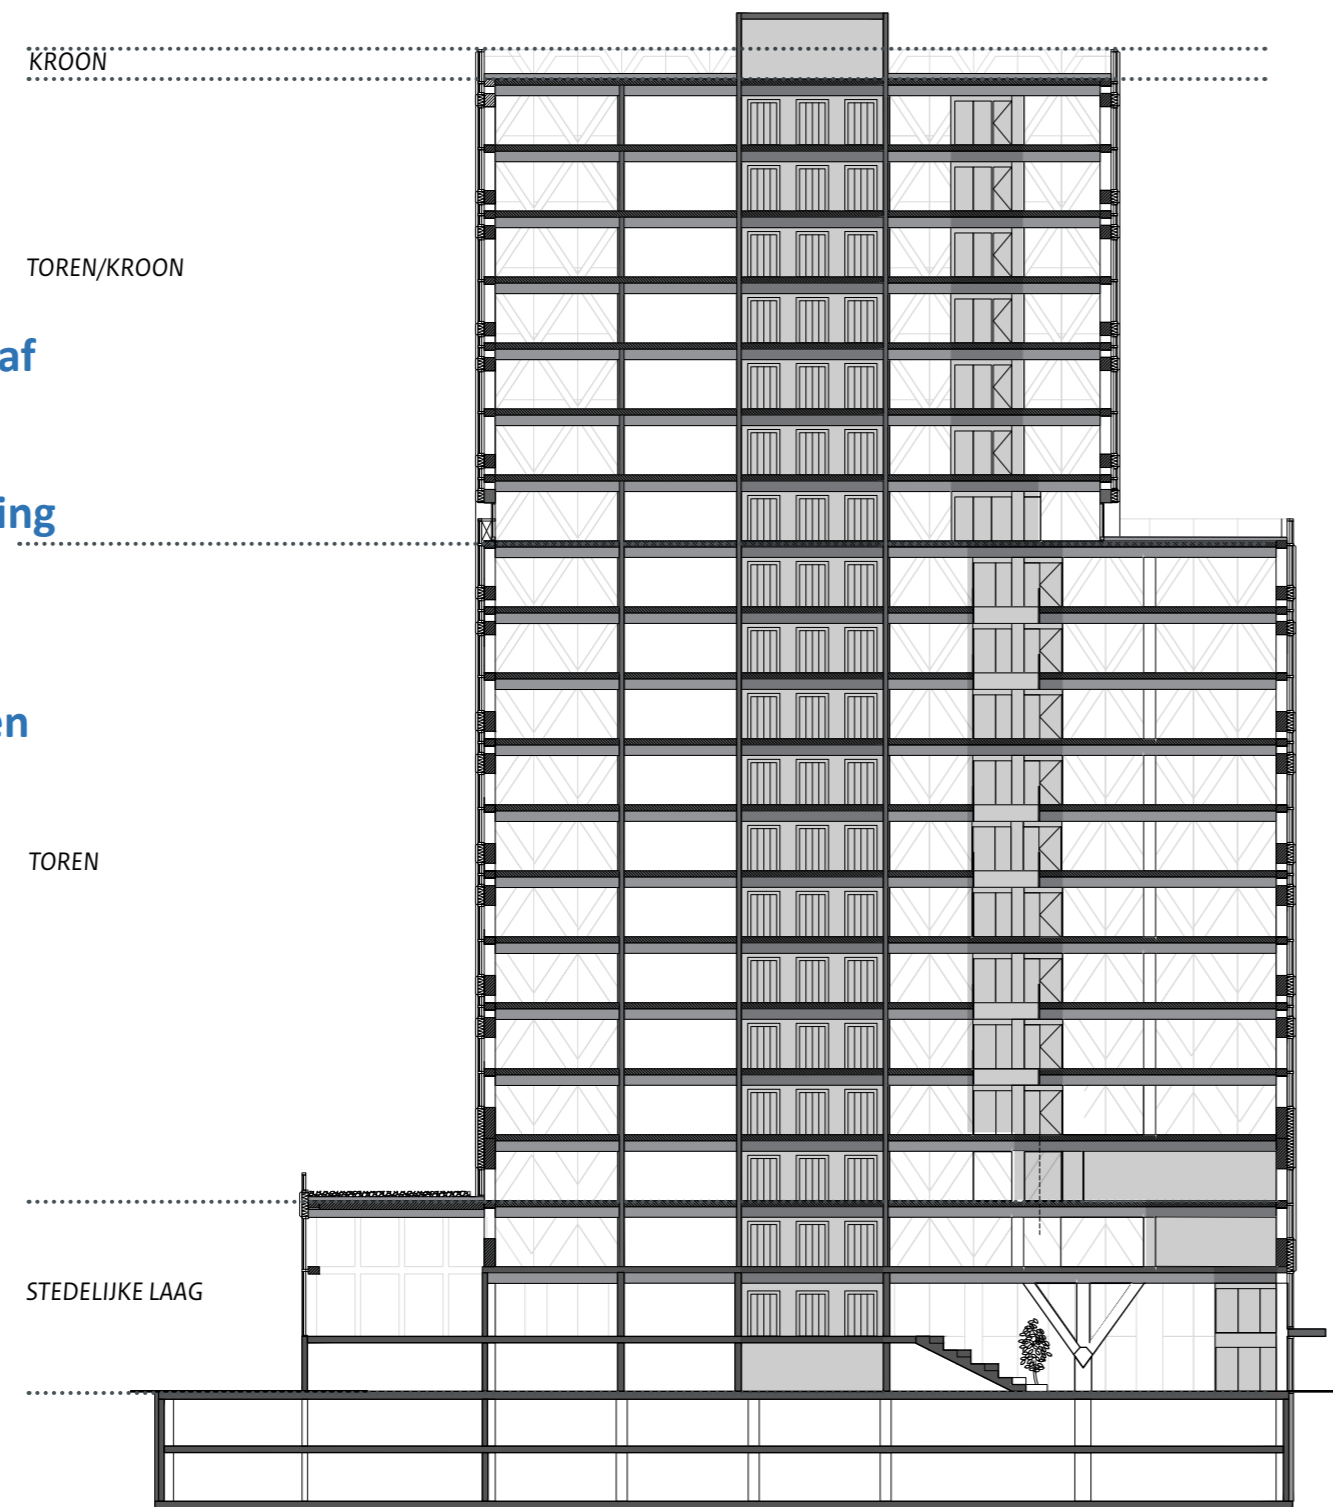 KROON
TOREN/KROON
af
ing
en
TOREN
STEDELIJKE LAAG